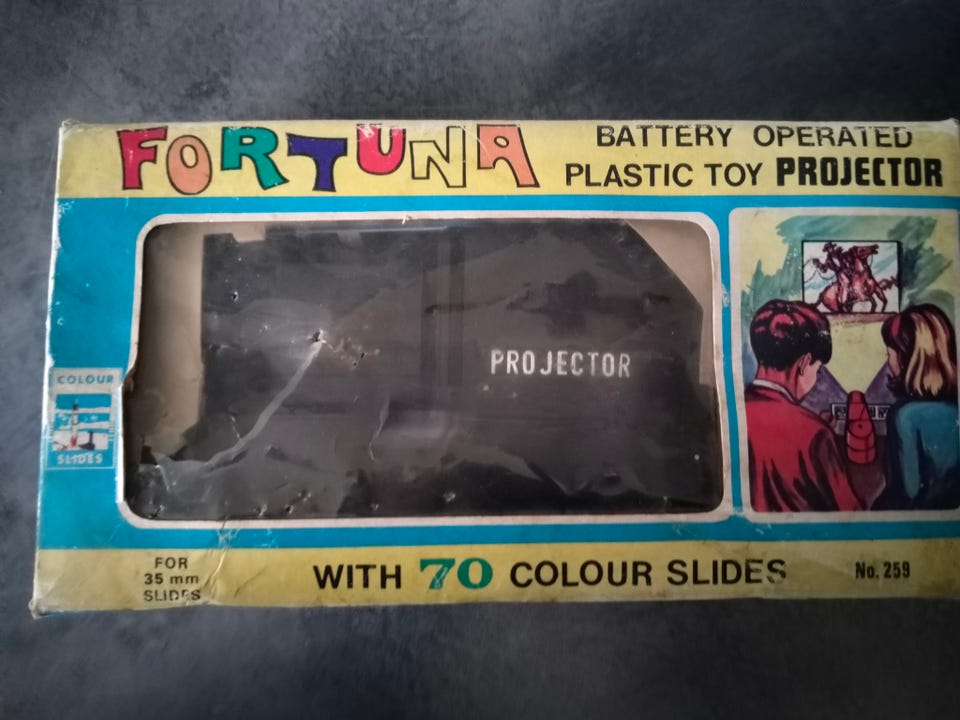 FORTUNA
BATTERY OPERATED
PLASTIC TOY PROJECTOR
PROJECTOR
COLOUR
SLIDES
FOR
35 mm
SLIDES
WITH 70 COLOUR SLIDES
No. 259